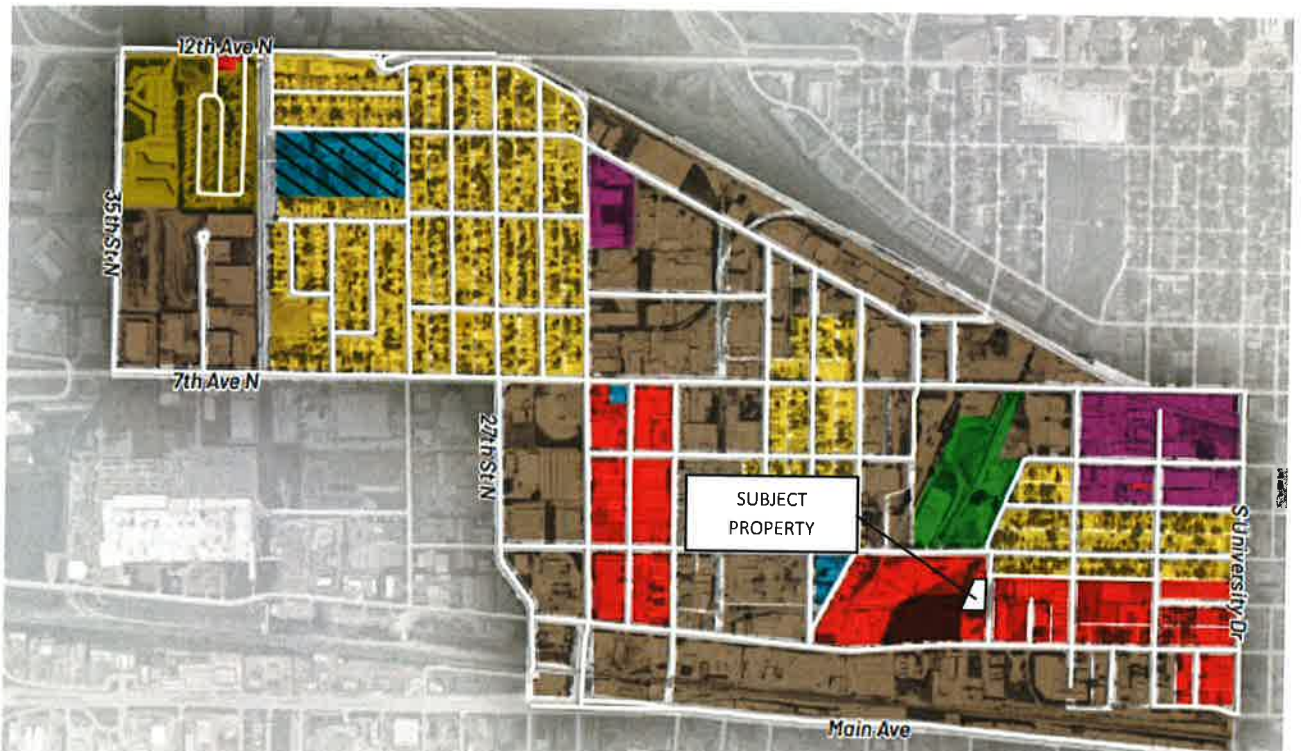 12th Ave N
35th St N
7th Ave N
27th St N
SUBJECT
PROPERTY
S University Dr
Main Ave